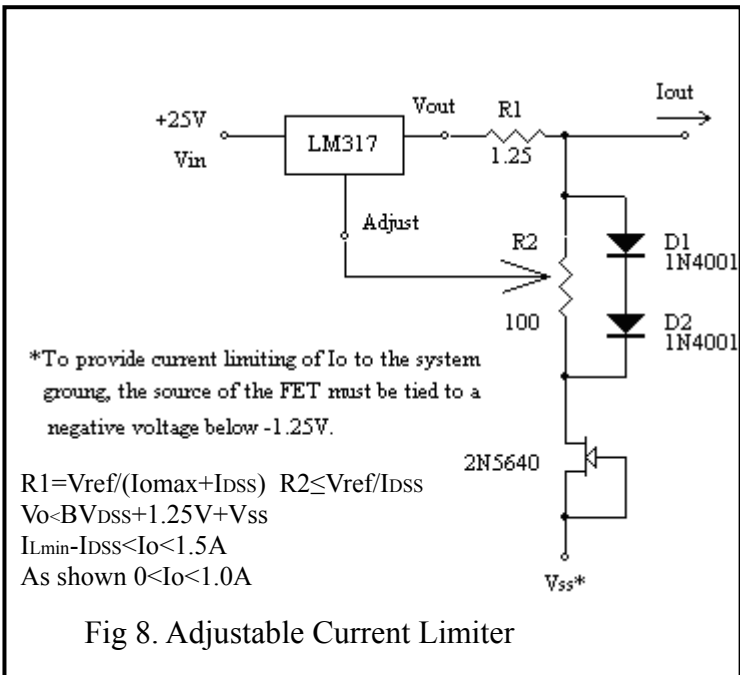 Iout
Vout
R1
+25V
Vin
LM317
1.25
Adjust
R2
D1
1N4001
100
D2
1N4001
*To provide current limiting of Io to the system
groung, the source of the FET must be tied to a
negative voltage below -1.25V.
2N5640
R1=Vref/(Iomax+IDSS) R2≤Vref/IDSS
Vo<BVDSS+1.25V+Vss
ILmin-IDSS<Io<1.5A
As shown 0<Io<1.0A
Vss*
Fig 8. Adjustable Current Limiter